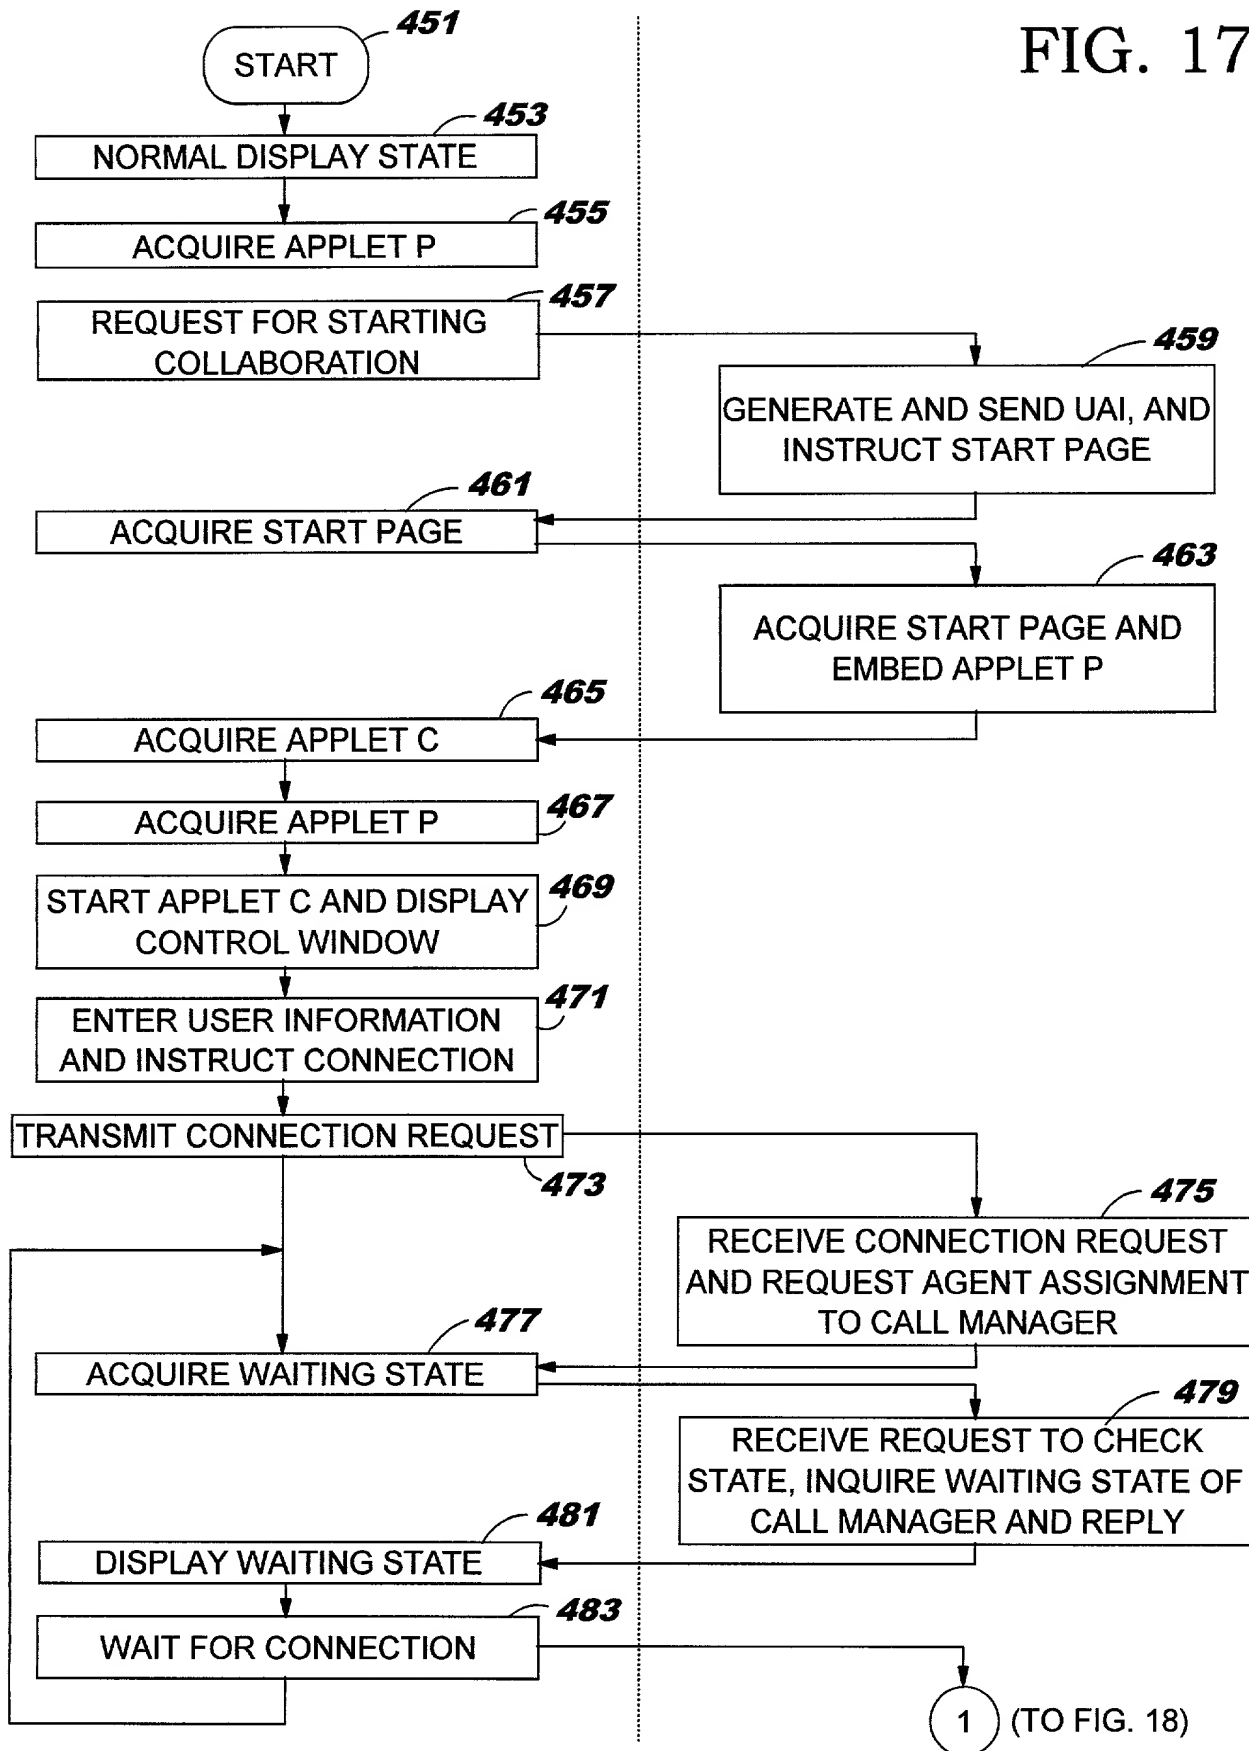 FIG. 17
451
START
453
NORMAL DISPLAY STATE
455
ACQUIRE APPLET P
457
REQUEST FOR STARTING
COLLABORATION
459
GENERATE AND SEND UAI, AND
INSTRUCT START PAGE
461
ACQUIRE START PAGE
463
ACQUIRE START PAGE AND
EMBED APPLET P
465
ACQUIRE APPLET C
467
ACQUIRE APPLET P
469
START APPLET C AND DISPLAY
CONTROL WINDOW
471
ENTER USER INFORMATION
AND INSTRUCT CONNECTION
TRANSMIT CONNECTION REQUEST
473
475
RECEIVE CONNECTION REQUEST
AND REQUEST AGENT ASSIGNMENT
TO CALL MANAGER
477
ACQUIRE WAITING STATE
479
RECEIVE REQUEST TO CHECK
STATE, INQUIRE WAITING STATE OF
CALL MANAGER AND REPLY
481
DISPLAY WAITING STATE
483
WAIT FOR CONNECTION
1 (TO FIG. 18)